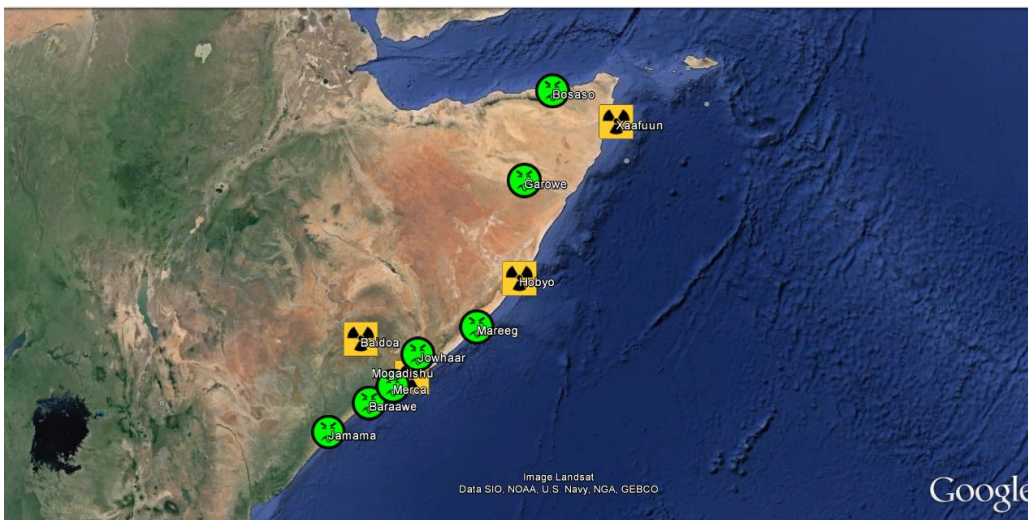 Bosaso
Xaafuun
Garowe
Hobyo
Mareeg
Baidoa
Jowhaar
Mogadishu
Merca
Baraawe
Jamama
Image Landsat
Data SIO, NOAA, U.S. Navy, NGA, GEBCO
Google